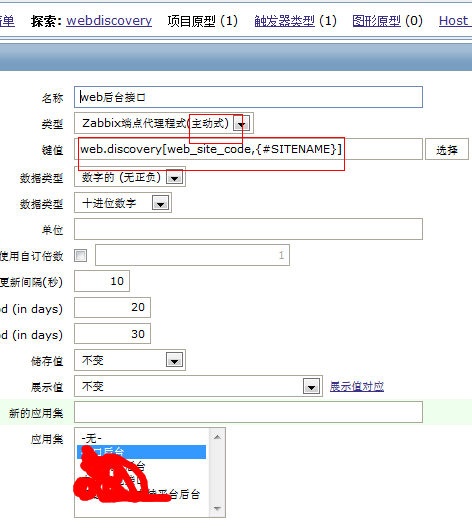 探索: webdiscovery 项目原型 (1) 触发器类型 (1) 图形原型 (0) Host
名称 web后台接口
类型 Zabbix端点代理程式(主动式)
键值 web.discovery[web_site_code,{#SITENAME}] 选择
数据类型 数字的 (无正负)
数据类型 十进位数字
单位
使用自订倍数 1
更新间隔(秒) 10
(in days) 20
(in days) 30
储存值 不变
展示值 不变 展示值对应
新的应用集
应用集 -无-
后台
后台
平台后台